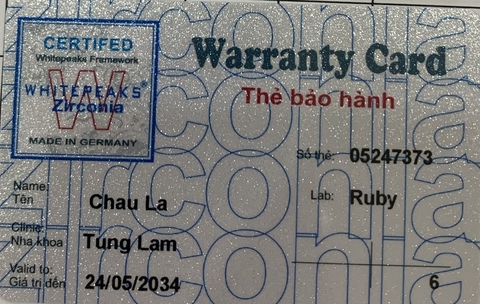 CERTIFED
Whitepeaks Framework
WHITEPEAKS®
Zirconia
MADE IN GERMANY
Warranty Card
Thẻ bảo hành
Số thẻ: 05247373
Lab: Ruby
Name:
Tên
Chau La
Clinic:
Nha khoa
Tung Lam
Valid to:
Giá trị đến
24/05/2034
6